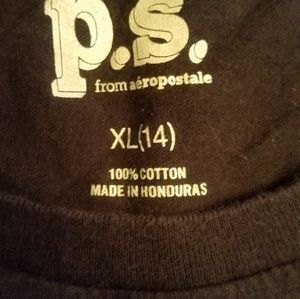 p.s.
from aéropostale
XL(14)
100% COTTON
MADE IN HONDURAS